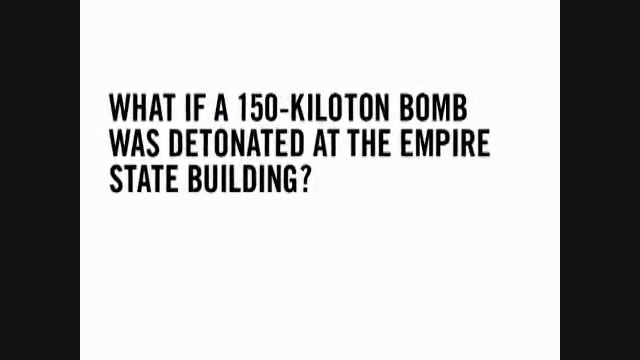 WHAT IF A 150-KILOTON BOMB
WAS DETONATED AT THE EMPIRE
STATE BUILDING?